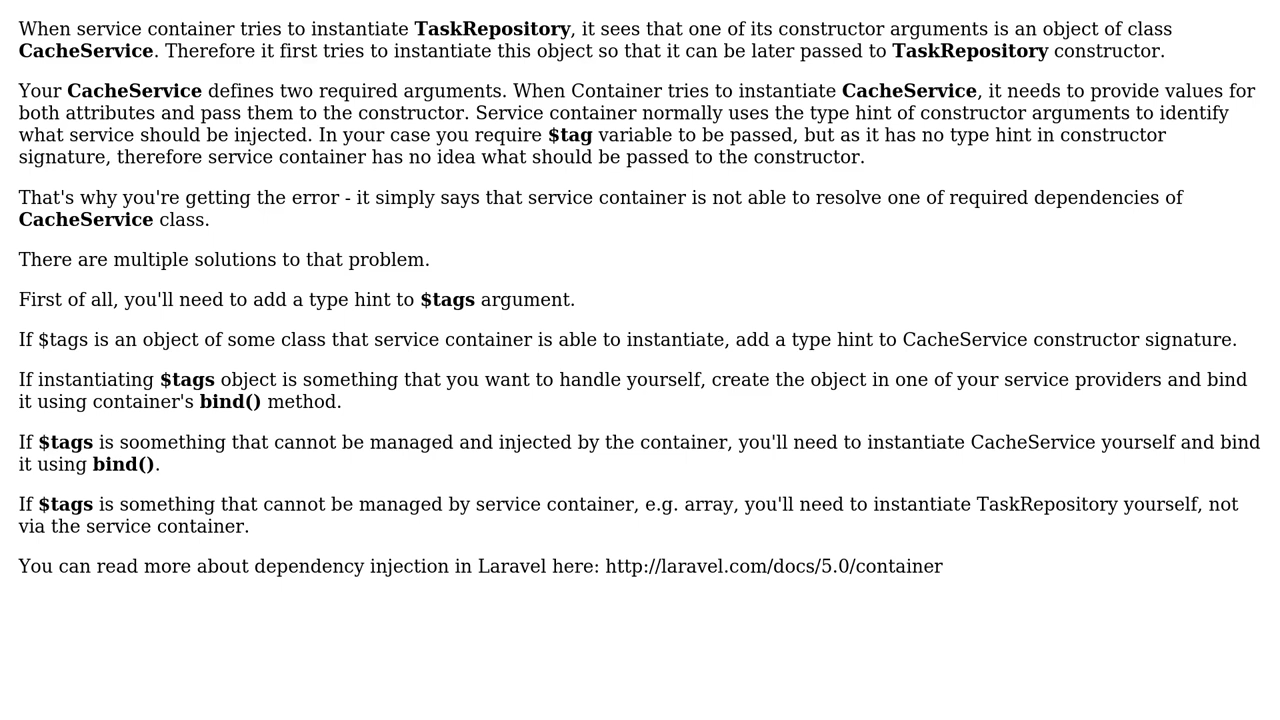 When service container tries to instantiate TaskRepository, it sees that one of its constructor arguments is an object of class
CacheService. Therefore it first tries to instantiate this object so that it can be later passed to TaskRepository constructor.
Your CacheService defines two required arguments. When Container tries to instantiate CacheService, it needs to provide values for
both attributes and pass them to the constructor. Service container normally uses the type hint of constructor arguments to identify
what service should be injected. In your case you require $tag variable to be passed, but as it has no type hint in constructor
signature, therefore service container has no idea what should be passed to the constructor.
That's why you're getting the error - it simply says that service container is not able to resolve one of required dependencies of
CacheService class.
There are multiple solutions to that problem.
First of all, you'll need to add a type hint to $tags argument.
If $tags is an object of some class that service container is able to instantiate, add a type hint to CacheService constructor signature.
If instantiating $tags object is something that you want to handle yourself, create the object in one of your service providers and bind
it using container's bind() method.
If $tags is soomething that cannot be managed and injected by the container, you'll need to instantiate CacheService yourself and bind
it using bind().
If $tags is something that cannot be managed by service container, e.g. array, you'll need to instantiate TaskRepository yourself, not
via the service container.
You can read more about dependency injection in Laravel here: http://laravel.com/docs/5.0/container